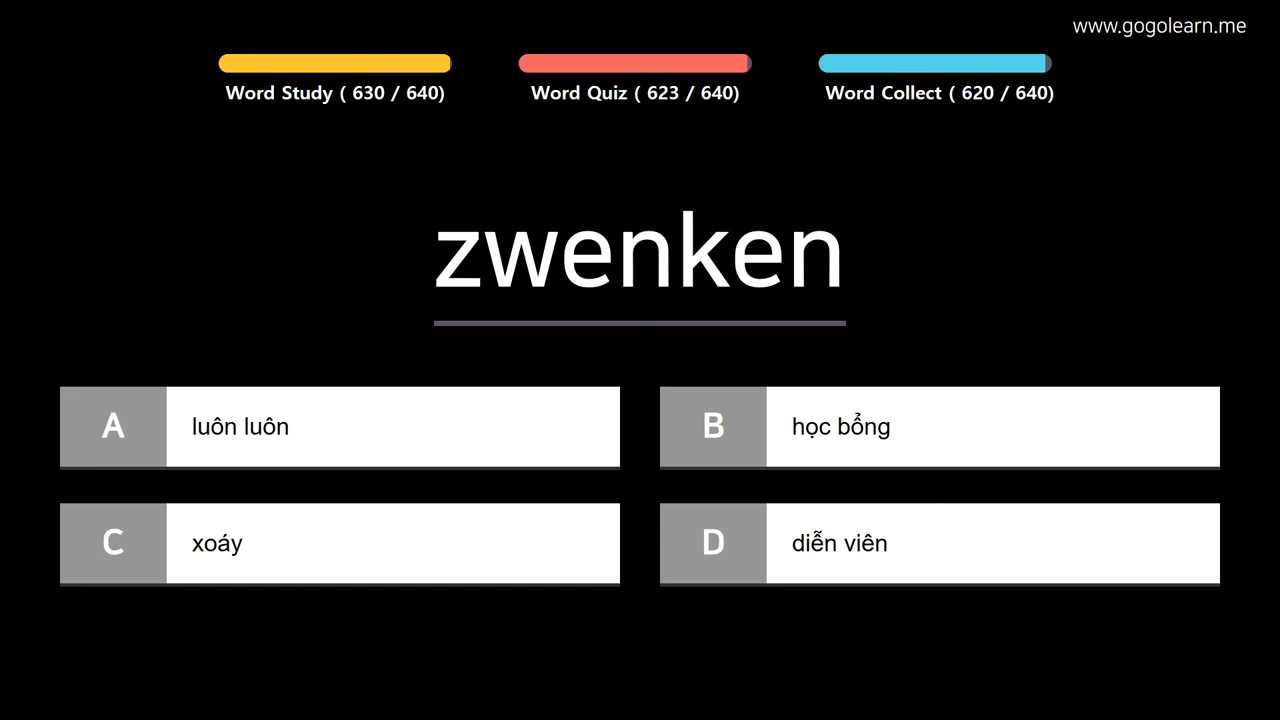 www.gogolearn.me
Word Study ( 630 / 640)
Word Quiz ( 623 / 640)
Word Collect ( 620 / 640)
zwenken
A luôn luôn
B học bổng
C xoáy
D diễn viên